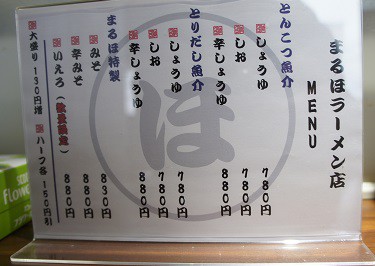 まるほラーメン店
MENU
とんこつ魚介
しょうゆ 780円
しお 780円
辛しょうゆ 880円
とりだし魚介
しょうゆ 780円
しお 780円
辛しょうゆ 880円
まるほ特製
みそ 830円
辛みそ 880円
いえろ(数量限定) 880円
大盛り 130円増
ハーフ各 150円引
ほ
flower